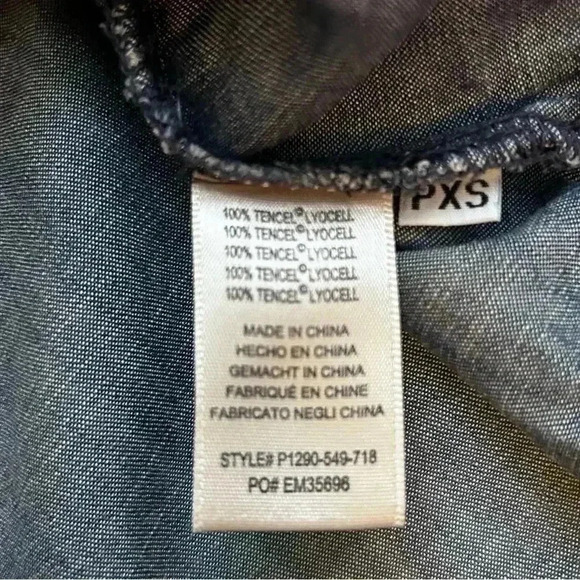 PXS
100% TENCEL©LYOCELL
100% TENCEL©LYOCELL
100% TENCEL©LYOCELL
100% TENCEL©LYOCELL
100% TENCEL©LYOCELL
MADE IN CHINA
HECHO EN CHINA
GEMACHT IN CHINA
FABRIQUÉ EN CHINE
FABRICATO NEGLI CHINA
STYLE# P1290-549-718
PO# EM35696